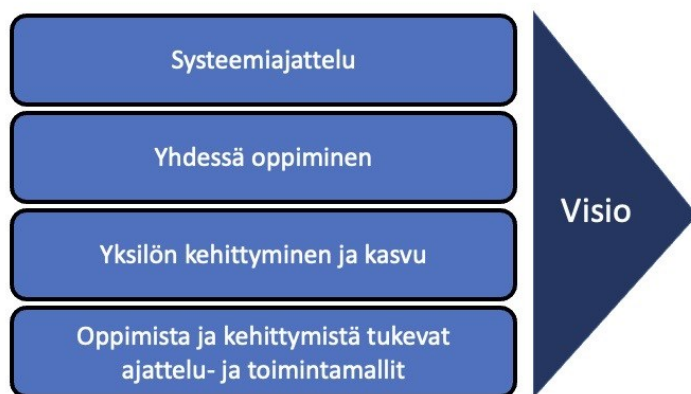 Systeemiajattelu
Yhdessä oppiminen
Yksilön kehittyminen ja kasvu
Oppimista ja kehittymistä tukevat
ajattelu- ja toimintamallit
Visio